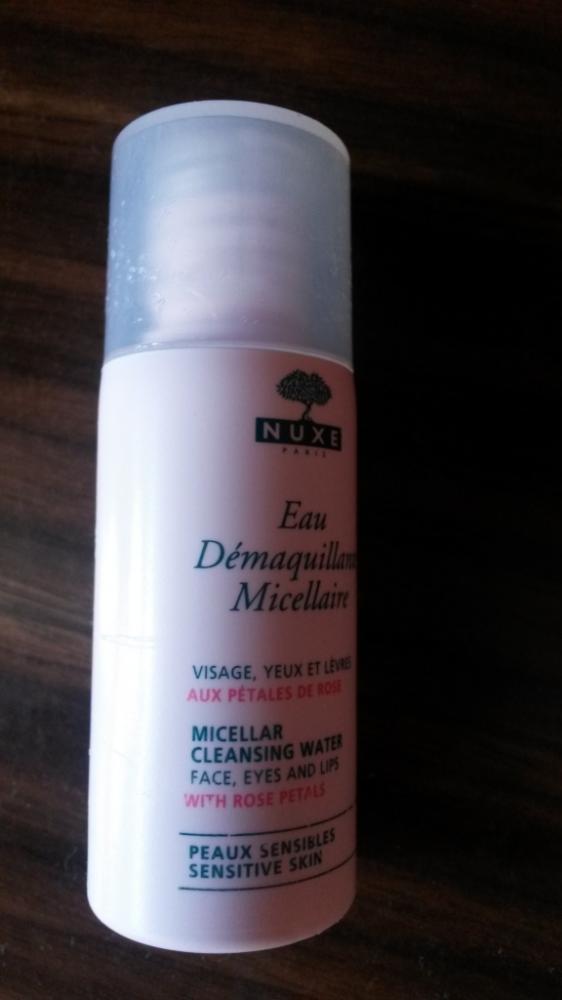 NUXE
PARIS
Eau
Démaquillante
Micellaire
VISAGE, YEUX ET LÈVRES
AUX PÉTALES DE ROSE
MICELLAR
CLEANSING WATER
FACE, EYES AND LIPS
WITH ROSE PETALS
PEAUX SENSIBLES
SENSITIVE SKIN